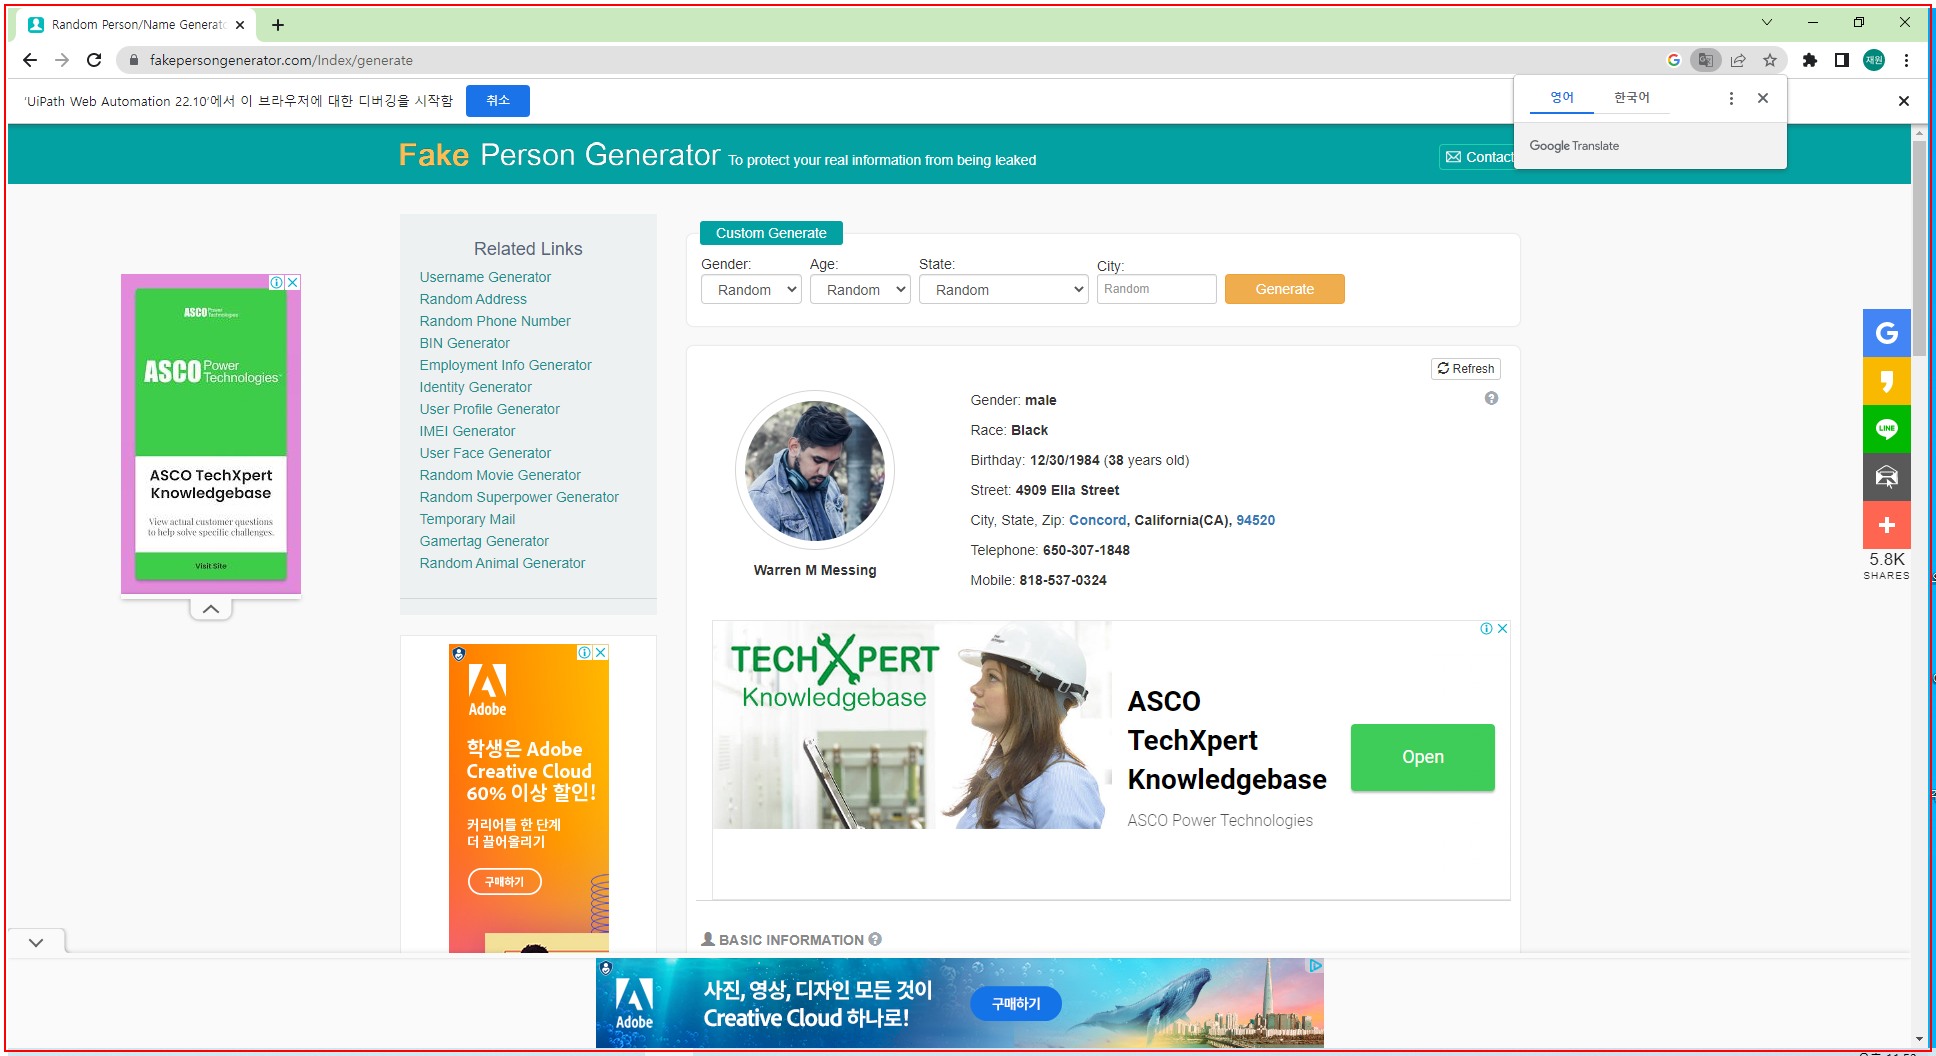 Random Person/Name Generato
fakepersongenerator.com/Index/generate
재원
'UiPath Web Automation 22.10'에서 이 브라우저에 대한 디버깅을 시작함
취소
영어
한국어
Google Translate
Fake Person Generator To protect your real information from being leaked
Contact
Related Links
Username Generator
Random Address
Random Phone Number
BIN Generator
Employment Info Generator
Identity Generator
User Profile Generator
IMEI Generator
User Face Generator
Random Movie Generator
Random Superpower Generator
Temporary Mail
Gamertag Generator
Random Animal Generator
Custom Generate
Gender:
Age:
State:
City:
Random
Random
Random
Random
Generate
Refresh
Gender: male
Race: Black
Birthday: 12/30/1984 (38 years old)
Street: 4909 Ella Street
City, State, Zip: Concord, California(CA), 94520
Telephone: 650-307-1848
Mobile: 818-537-0324
Warren M Messing
ASCO Power Technologies
ASCO Power Technologies
ASCO TechXpert
Knowledgebase
View actual customer questions
to help solve specific challenges.
Visit Site
LINE
5.8K
SHARES
TECHXPERT
Knowledgebase
ASCO
TechXpert
Knowledgebase
ASCO Power Technologies
Open
Adobe
학생은 Adobe
Creative Cloud
60% 이상 할인!
커리어를 한 단계
더 끌어올리기
구매하기
BASIC INFORMATION
Adobe
사진, 영상, 디자인 모든 것이
Creative Cloud 하나로!
구매하기